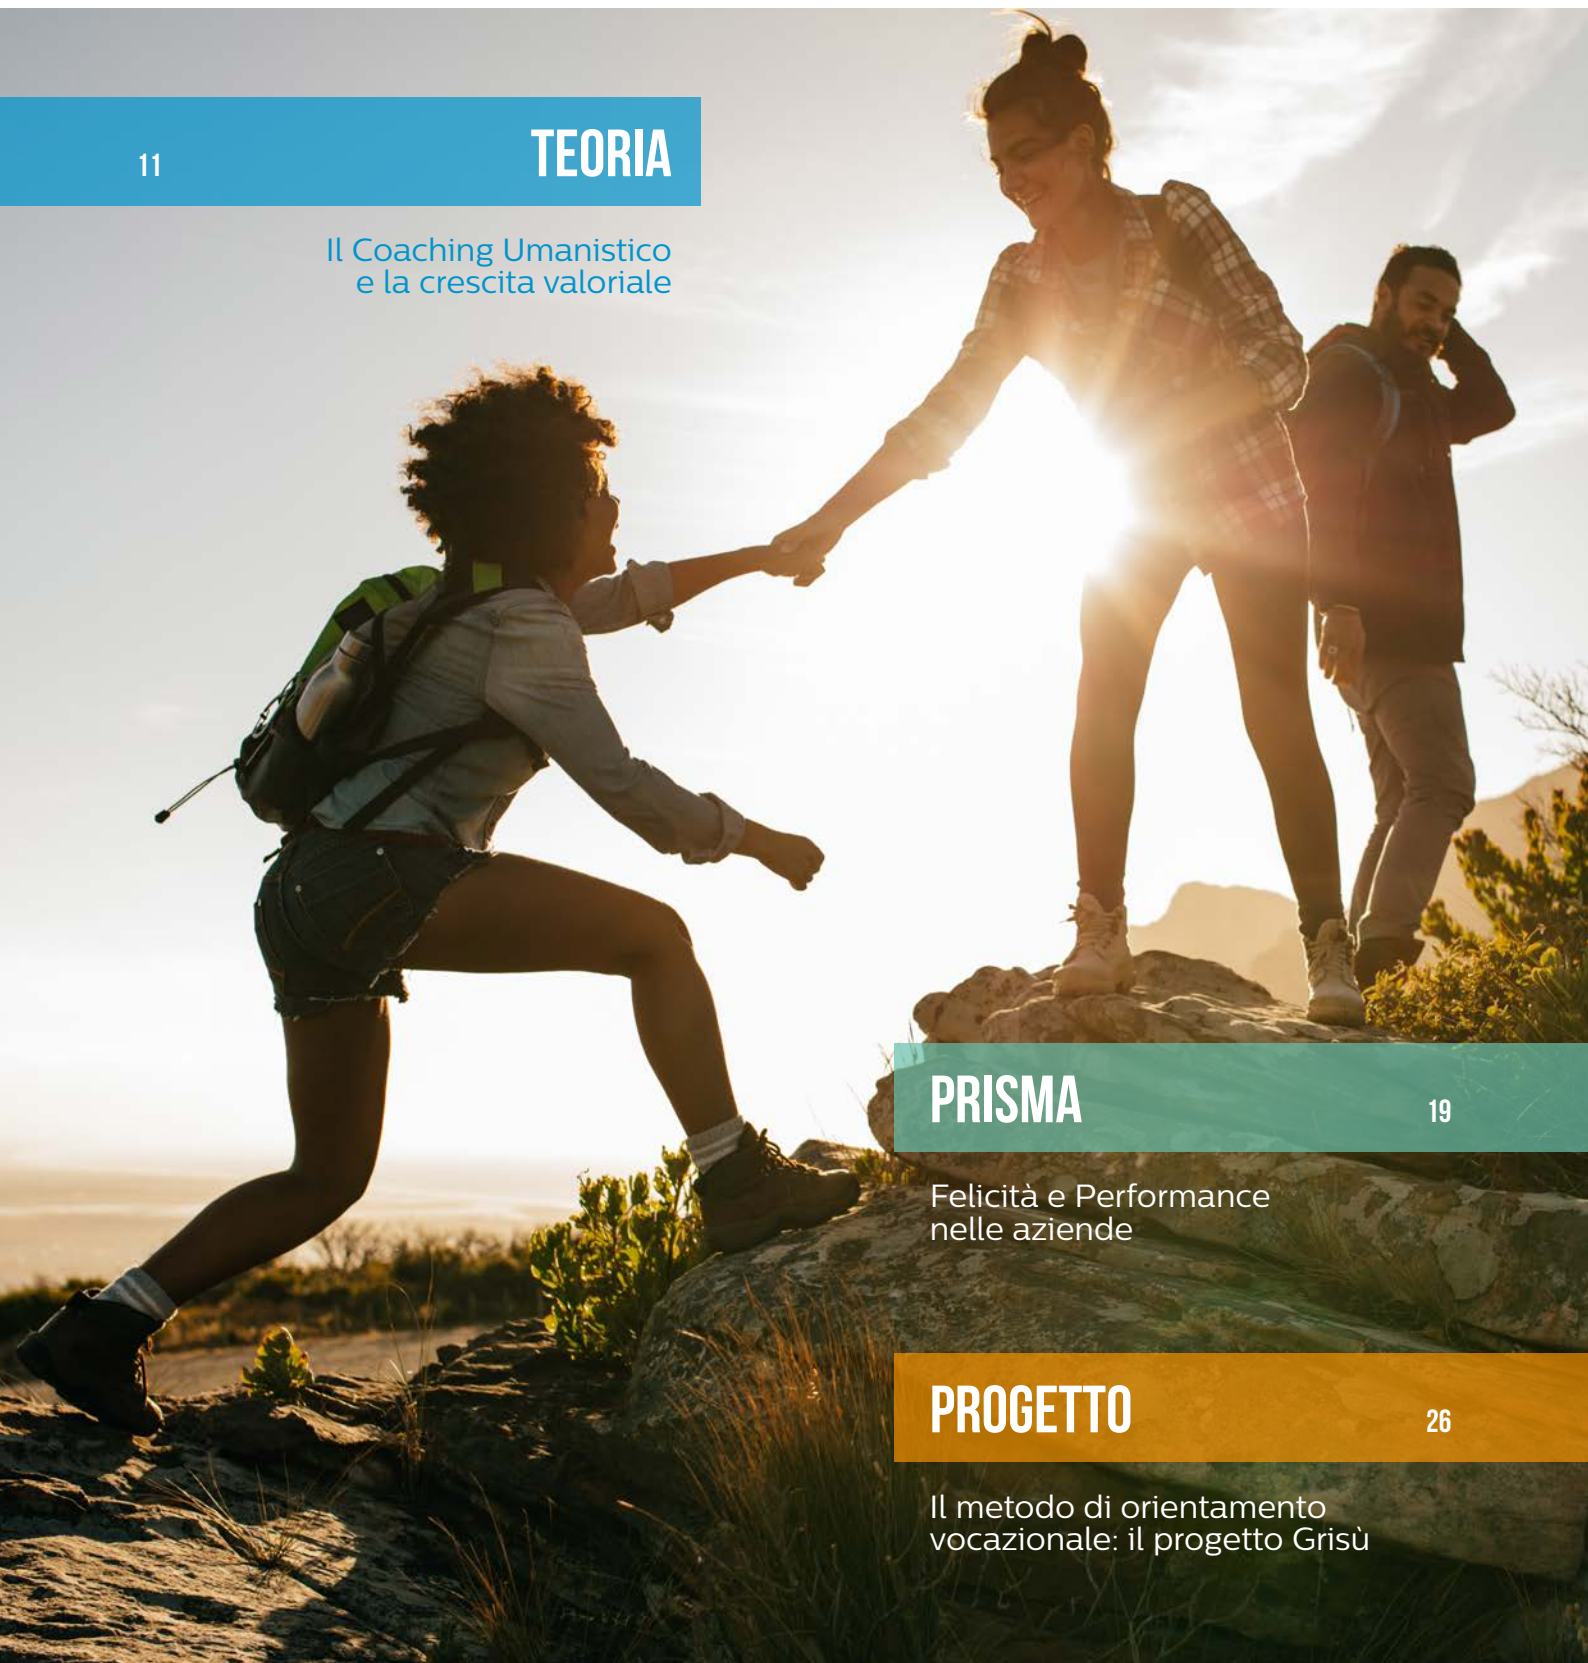 11
TEORIA
Il Coaching Umanistico
e la crescita valoriale
PRISMA
19
Felicità e Performance
nelle aziende
PROGETTO
26
Il metodo di orientamento
vocazionale: il progetto Grisù